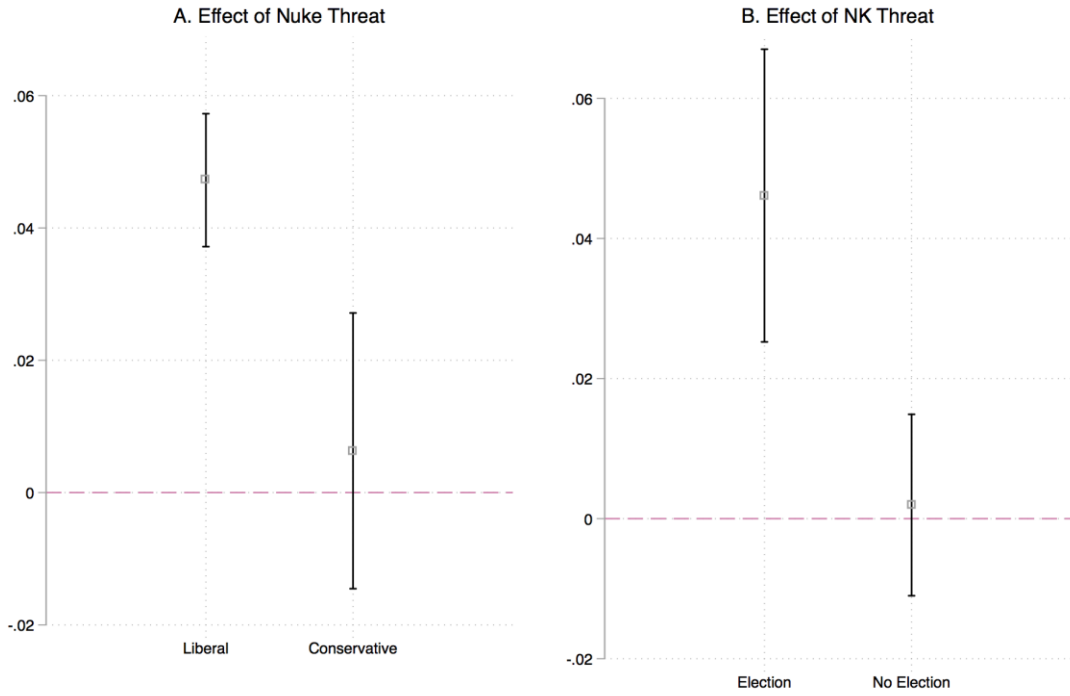 A. Effect of Nuke Threat
.06
.04
.02
0
-.02
Liberal Conservative
B. Effect of NK Threat
.06
.04
.02
0
-.02
Election No Election